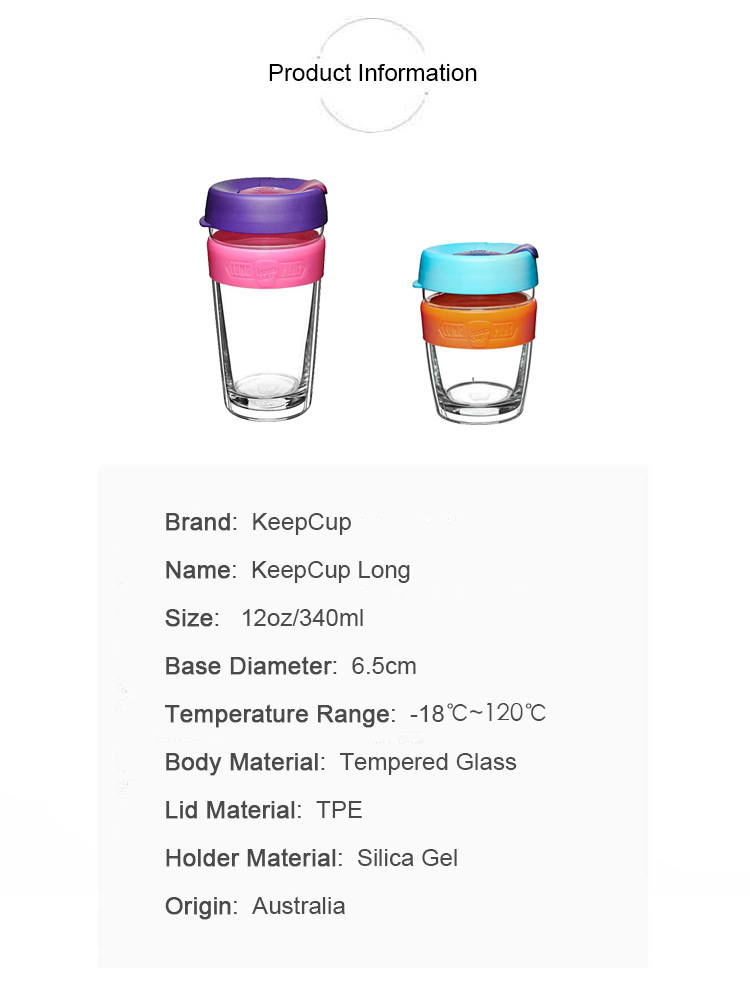 Product Information
Brand: KeepCup
Name: KeepCup Long
Size: 12oz/340ml
Base Diameter: 6.5cm
Temperature Range: -18℃~120℃
Body Material: Tempered Glass
Lid Material: TPE
Holder Material: Silica Gel
Origin: Australia